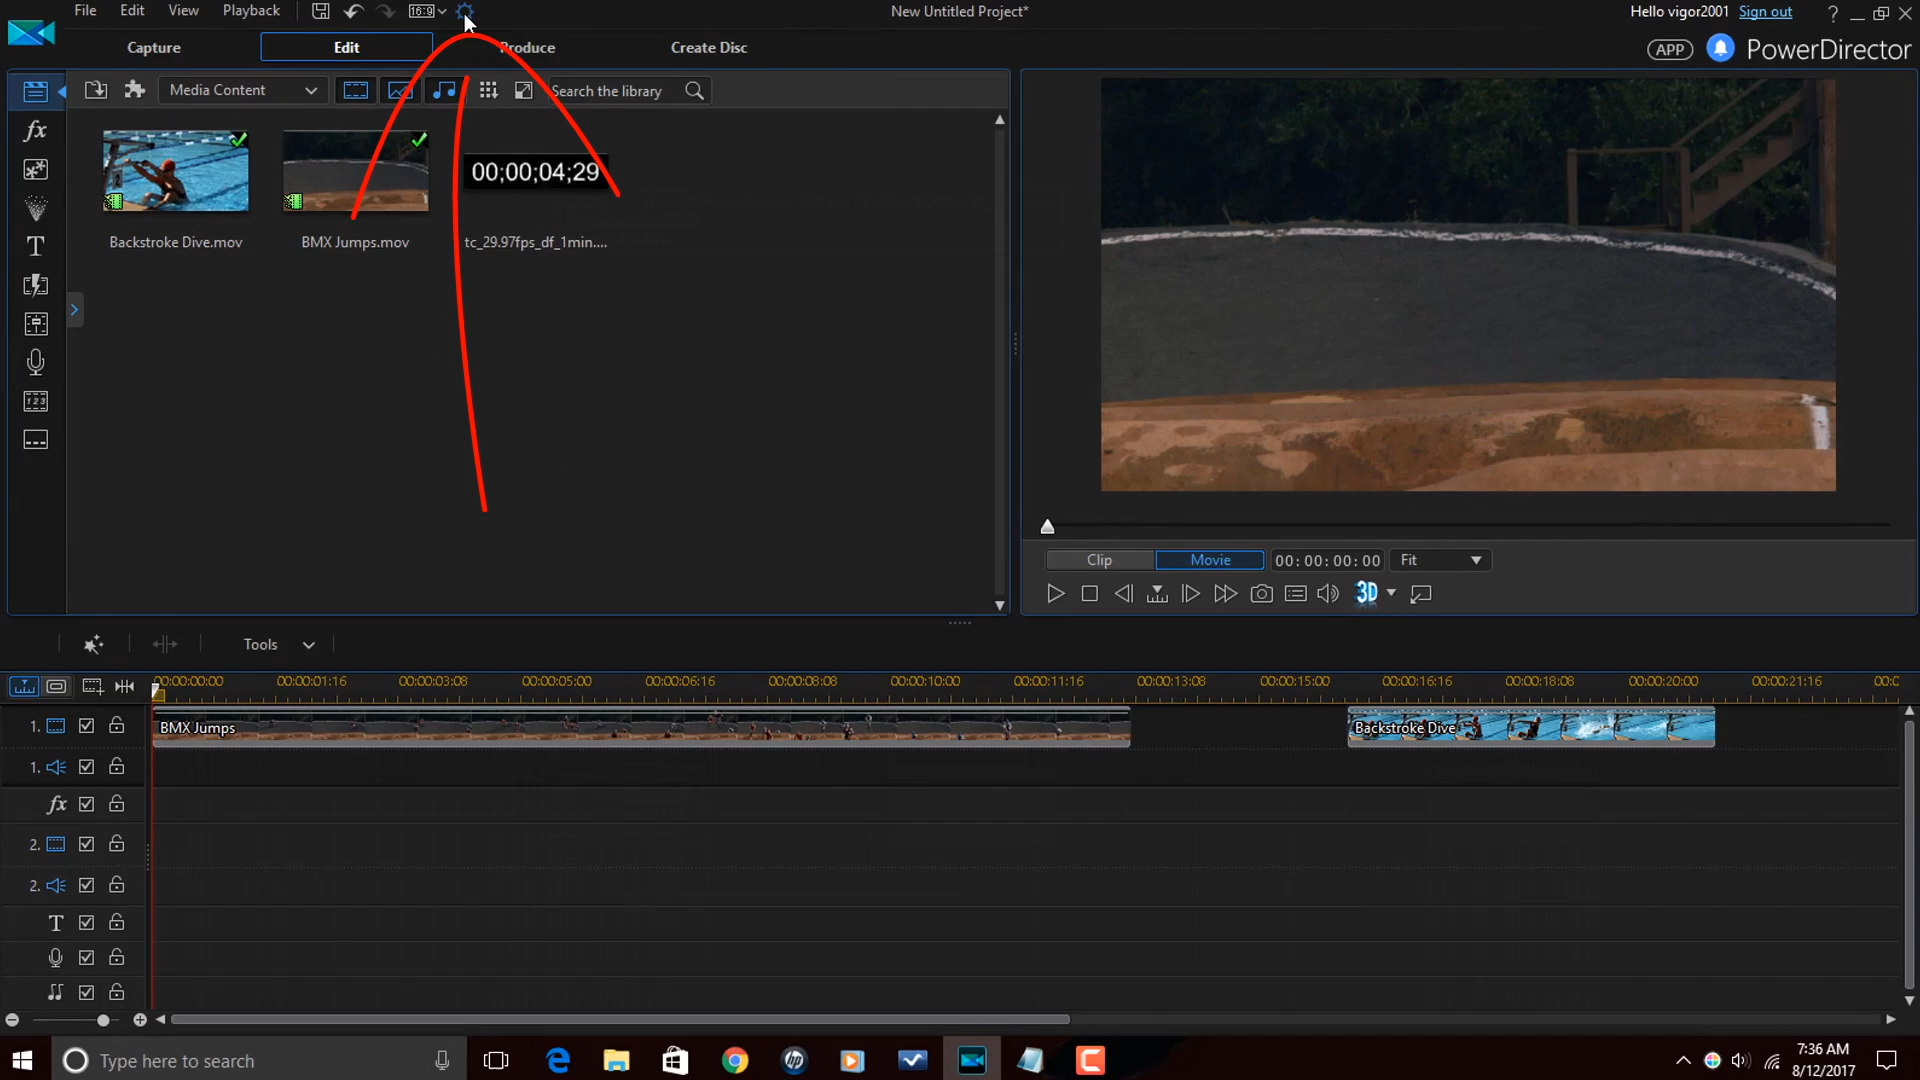 File Edit View Playback 16:9 New Untitled Project* Hello vigor2001 Sign out ?
Capture Edit Produce Create Disc APP PowerDirector
Media Content Search the library
00;00;04;29
Backstroke Dive.mov BMX Jumps.mov tc_29.97fps_df_1min....
fx
T
Clip Movie 00:00:00:00 Fit
3D
Tools
00:00:00:00 00:00:01:16 00:00:03:08 00:00:05:00 00:00:06:16 00:00:08:08 00:00:10:00 00:00:11:16 00:00:13:08 00:00:15:00 00:00:16:16 00:00:18:08 00:00:20:00 00:00:21:16
1. BMX Jumps Backstroke Dive
1.
fx
2.
2.
T
Type here to search
7:36 AM
8/12/2017